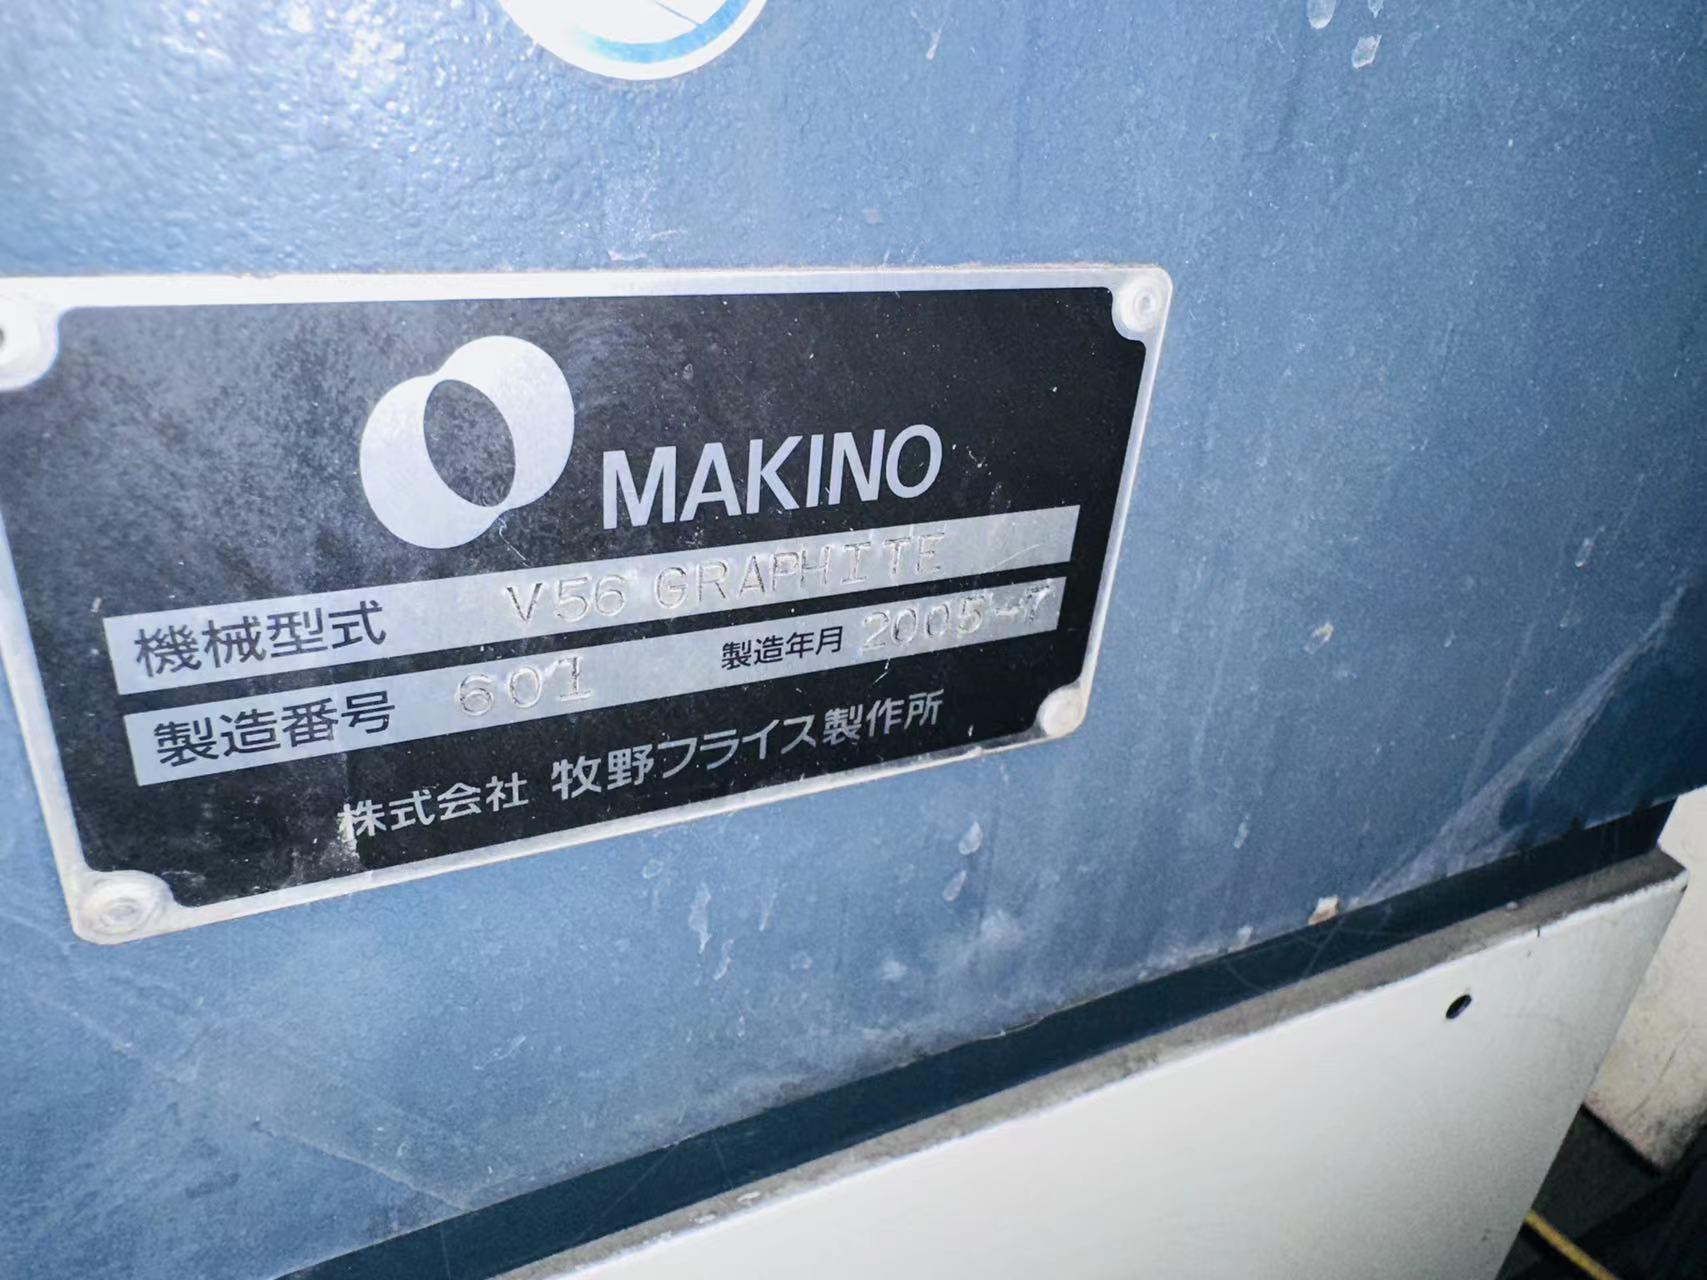 MAKINO
機械型式 V56 GRAPHITE
製造番号 601 製造年月 2005-7
株式会社 牧野フライス製作所